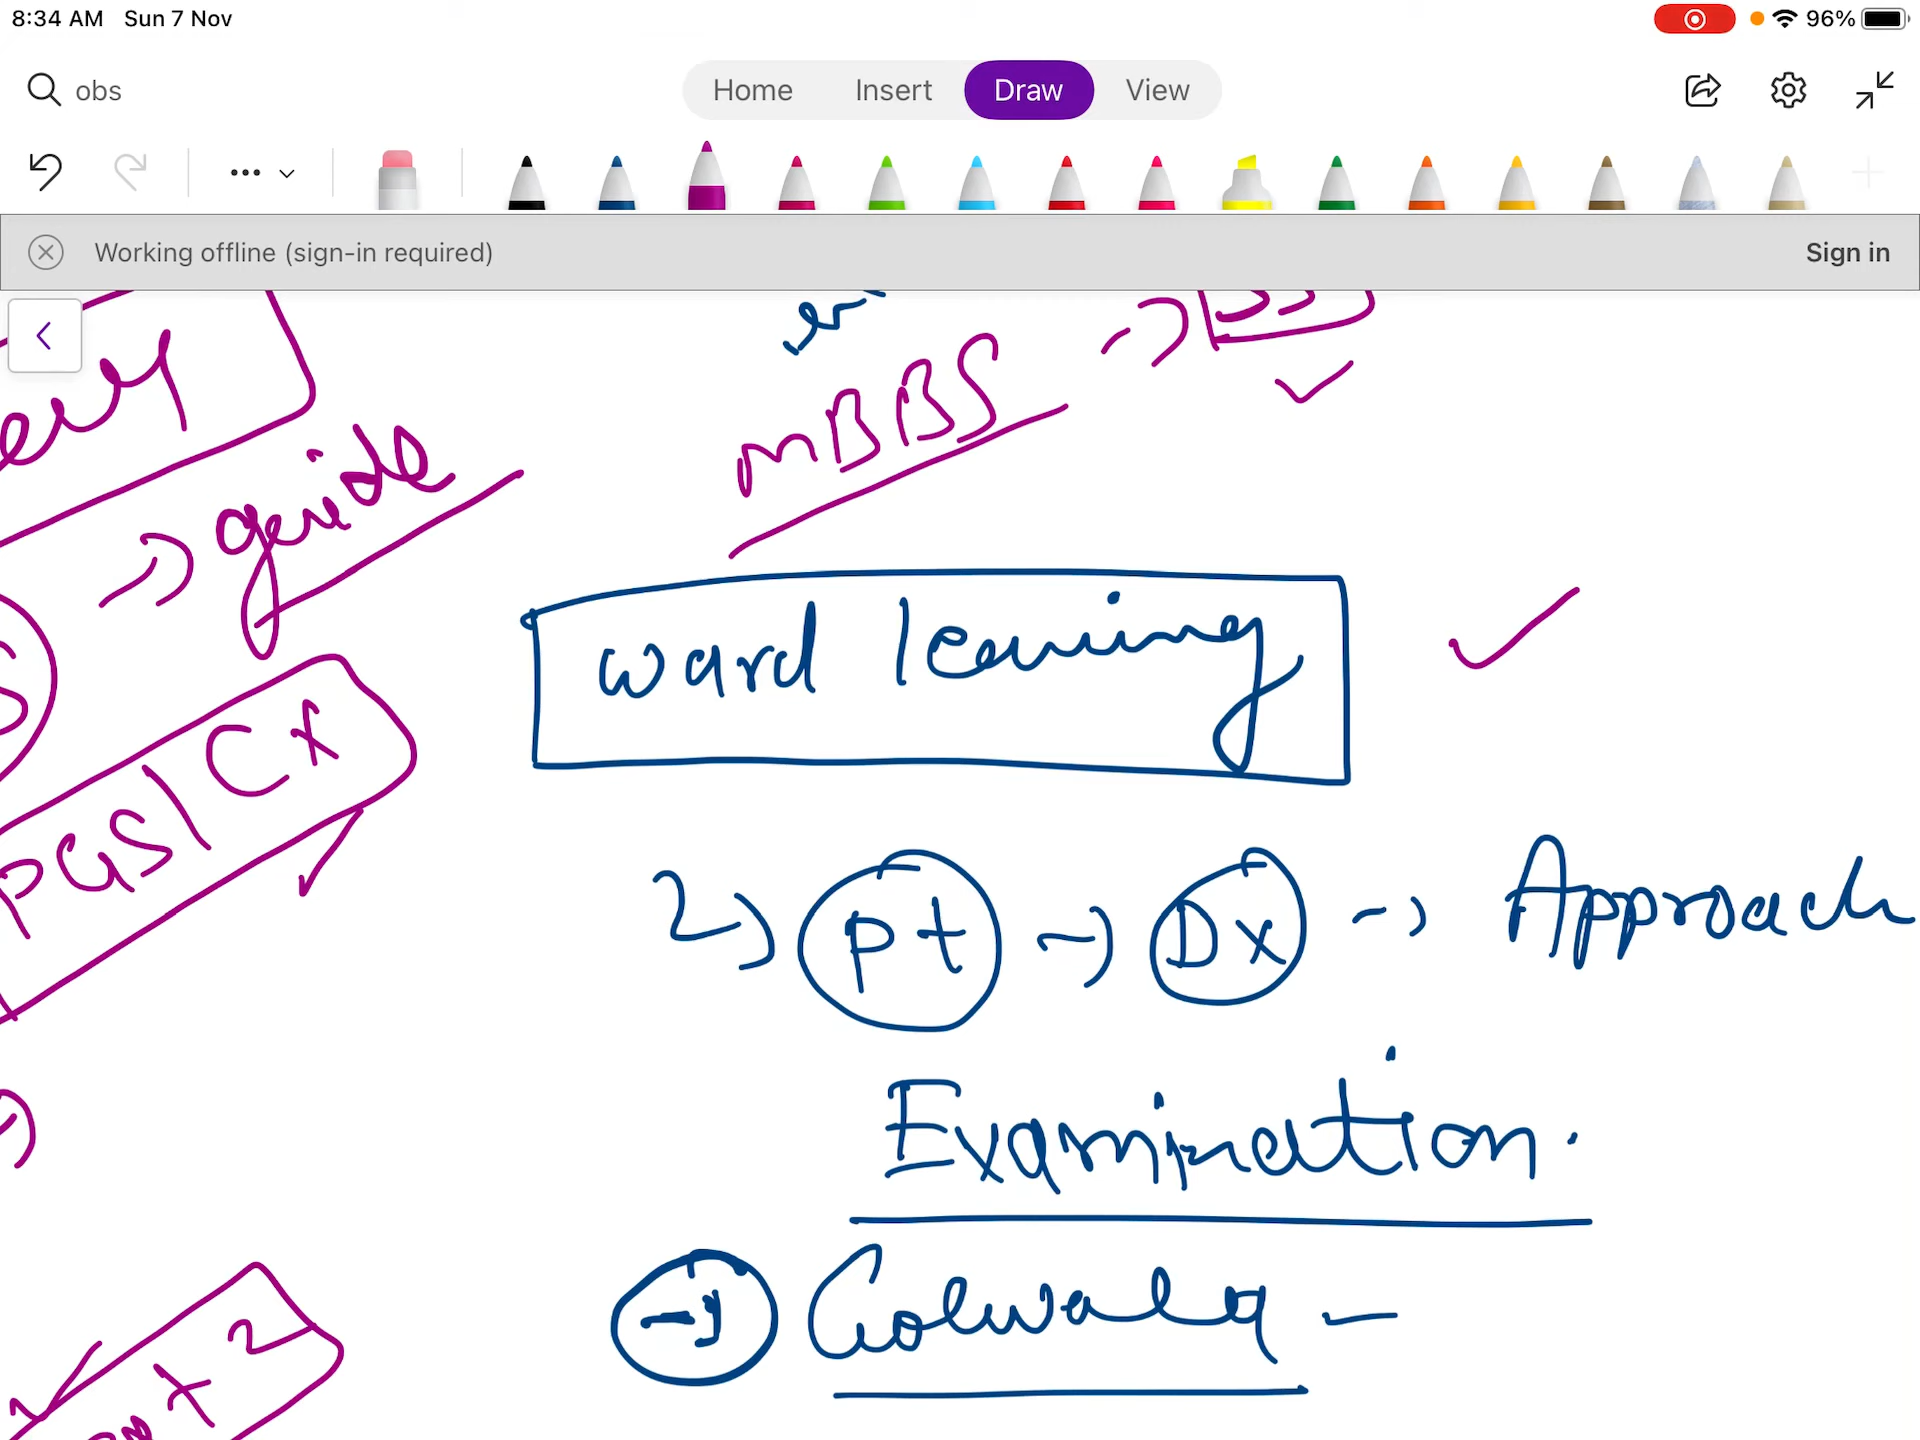 8:34 AM Sun 7 Nov
96%
obs
Home Insert Draw View
Working offline (sign-in required)
Sign in
mBBS
guide
ward learning
PGS/CX
2) Pt -> Dx -> Approach
Examination.
->
2